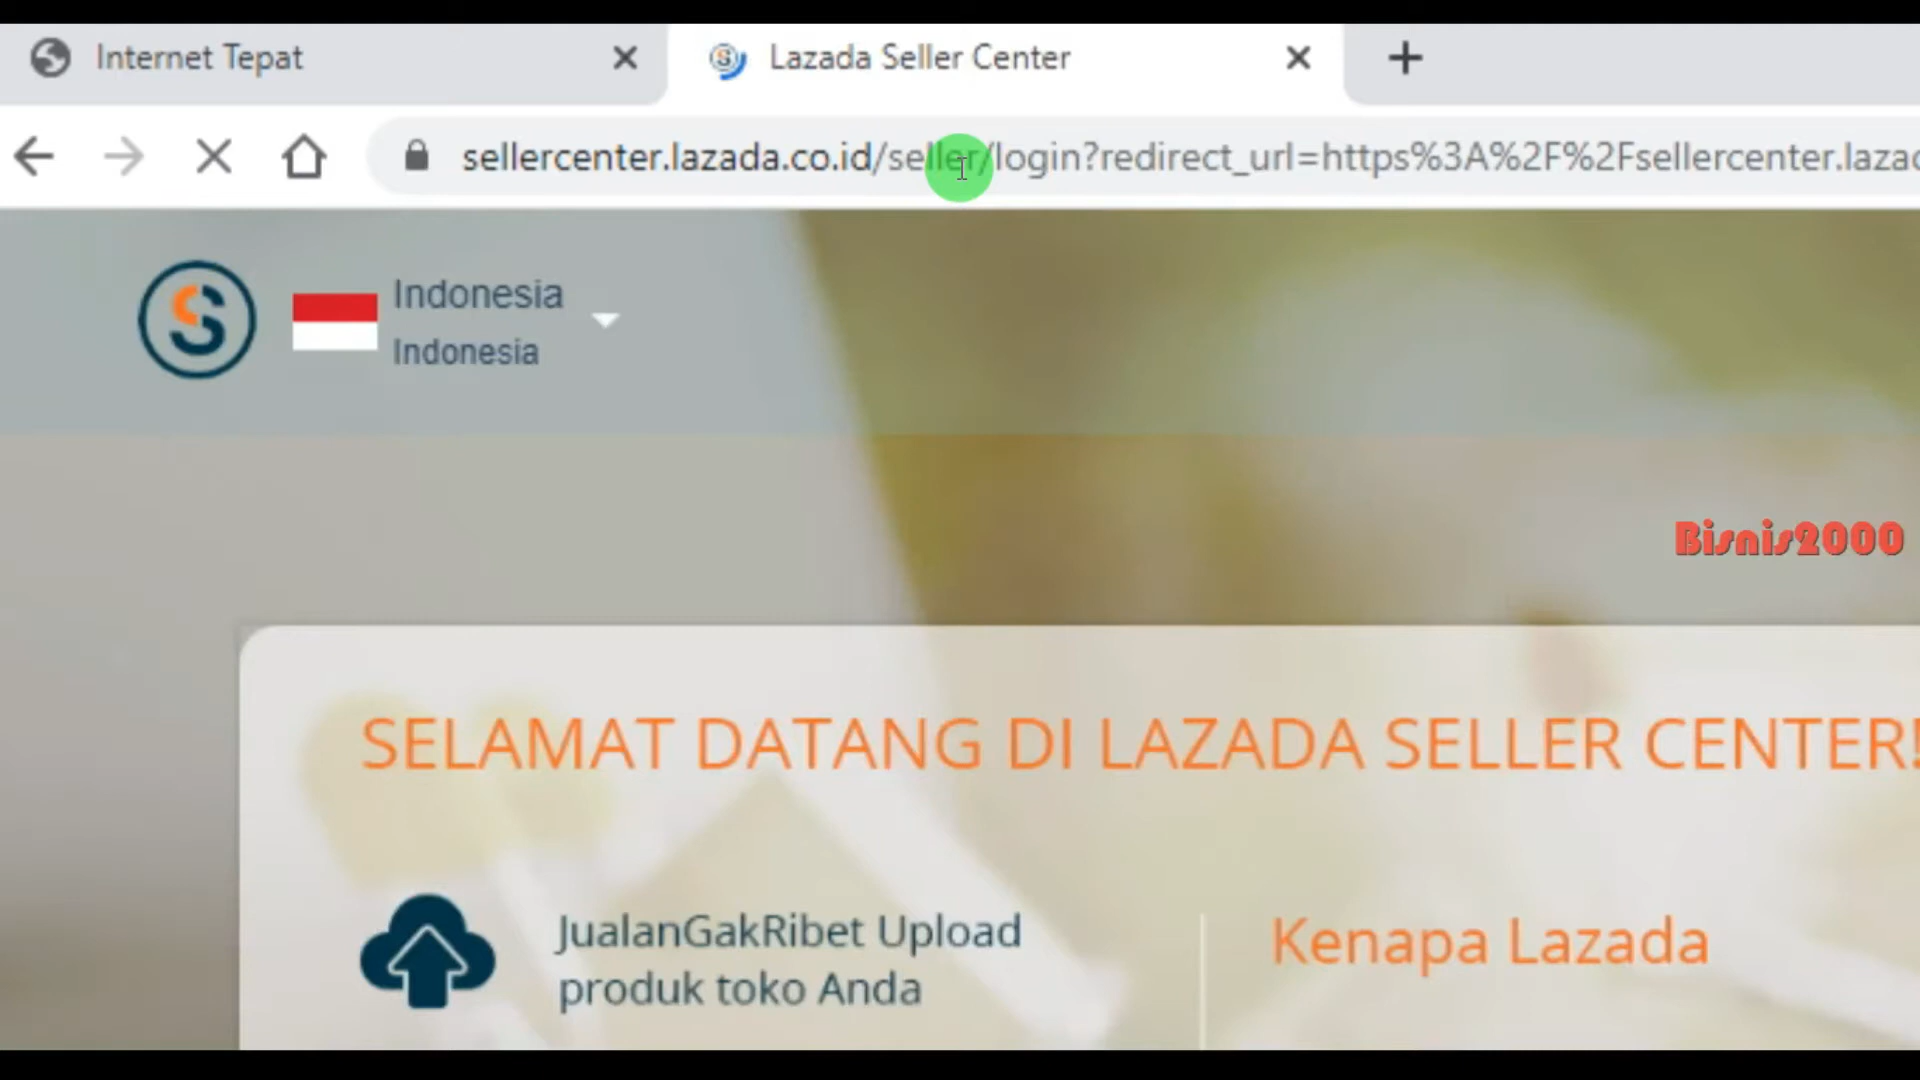 Internet Tepat
Lazada Seller Center
sellercenter.lazada.co.id/seller/login?redirect_url=https%3A%2F%2Fsellercenter.lazad
Indonesia
Indonesia
Bisnis2000
SELAMAT DATANG DI LAZADA SELLER CENTER!
JualanGakRibet Upload
produk toko Anda
Kenapa Lazada